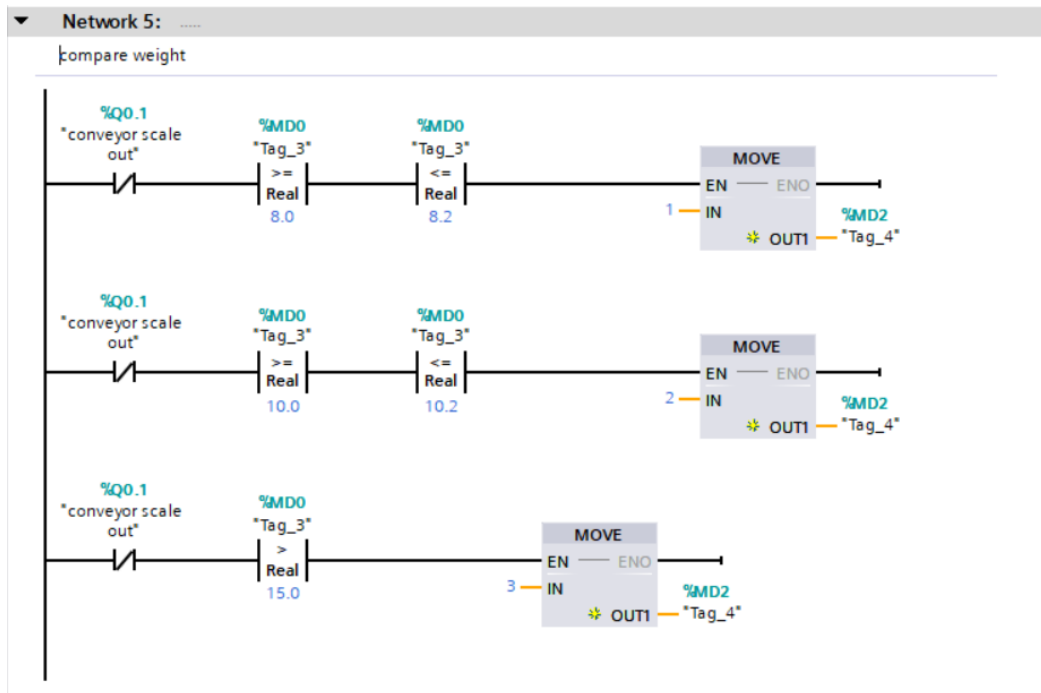 Network 5: .....
compare weight
%Q0.1
"conveyor scale
out"
%MD0
"Tag_3"
>=
Real
8.0
%MD0
"Tag_3"
<=
Real
8.2
MOVE
EN ENO
1 IN
OUT1
%MD2
"Tag_4"
%Q0.1
"conveyor scale
out"
%MD0
"Tag_3"
>=
Real
10.0
%MD0
"Tag_3"
<=
Real
10.2
MOVE
EN ENO
2 IN
OUT1
%MD2
"Tag_4"
%Q0.1
"conveyor scale
out"
%MD0
"Tag_3"
>
Real
15.0
MOVE
EN ENO
3 IN
OUT1
%MD2
"Tag_4"